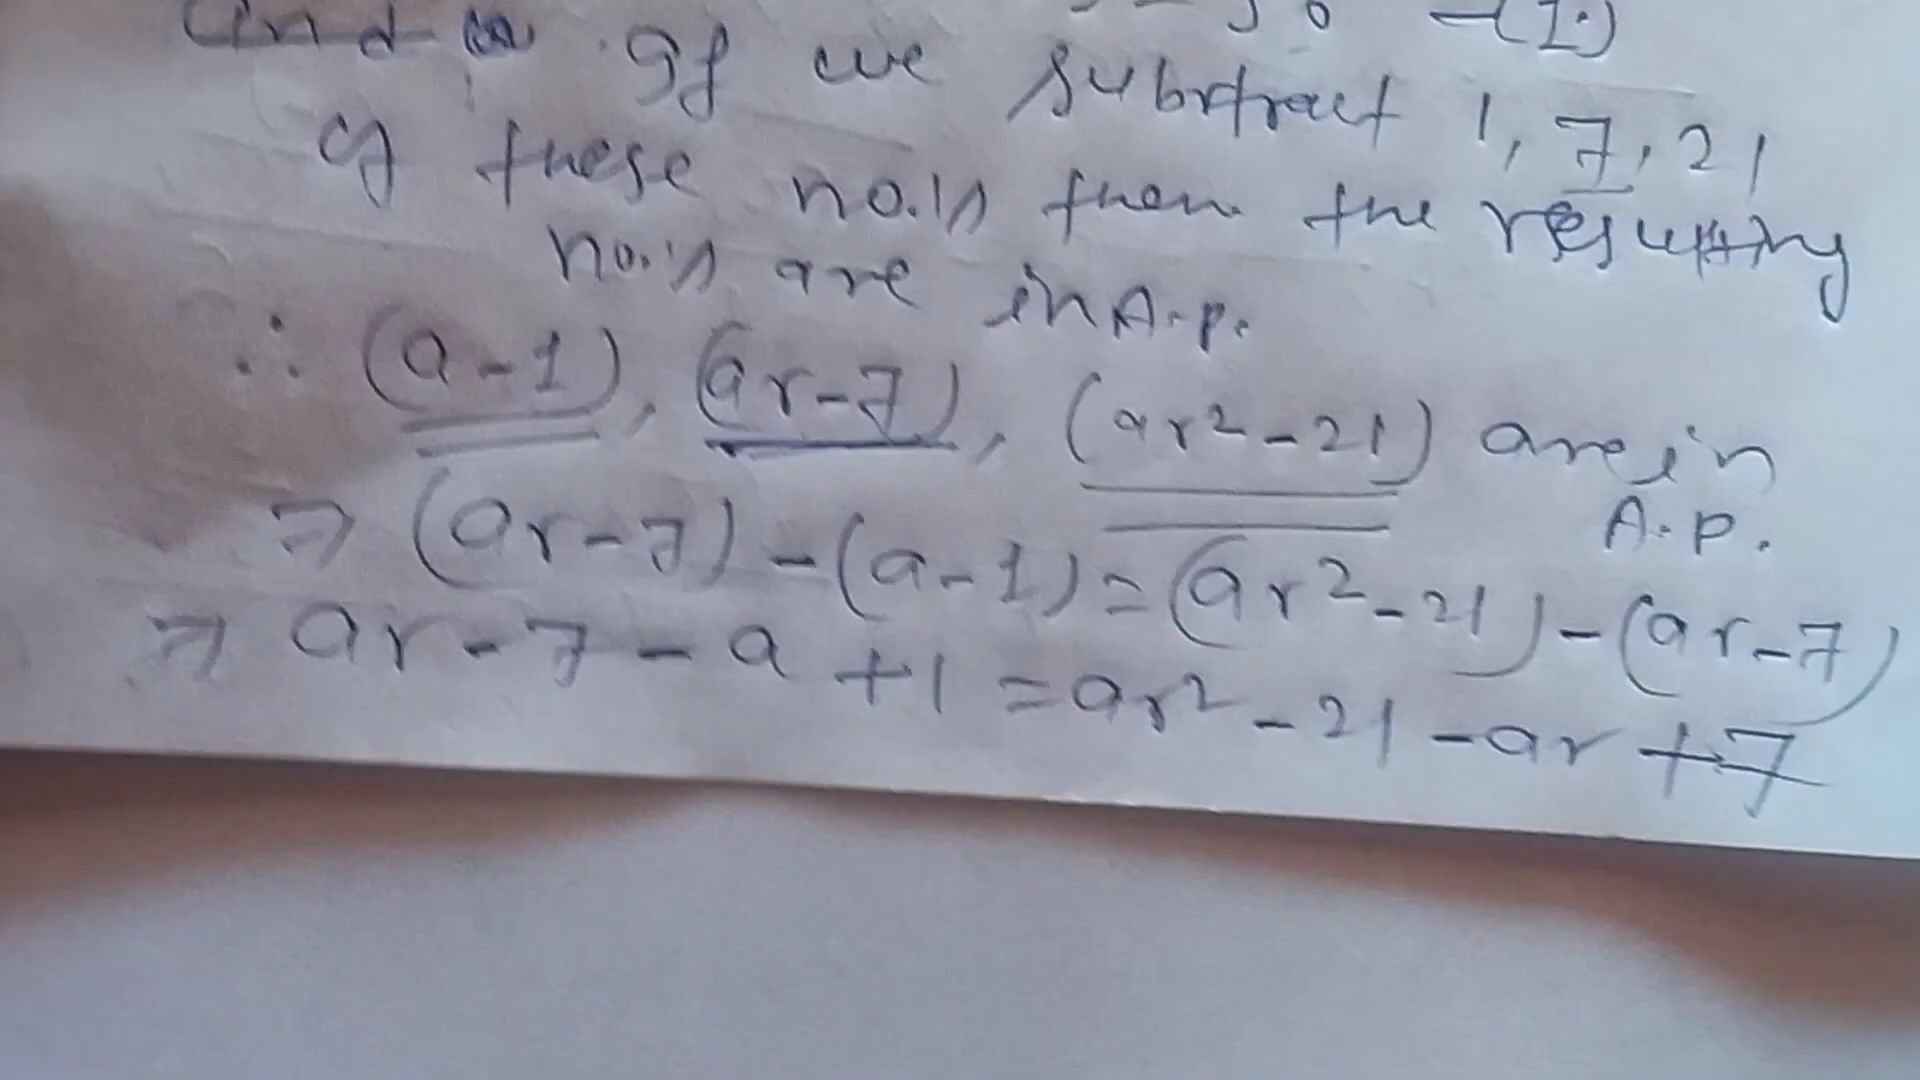 If we subtract 1, 7, 21
of these no.'s then the resulting
no.'s are in A.P.
∴ (a-1), (ar-7), (ar²-21) are in
A.P.
⇒ (ar-7)-(a-1)=(ar²-21)-(ar-7)
⇒ ar-7-a+1=ar²-21-ar+7